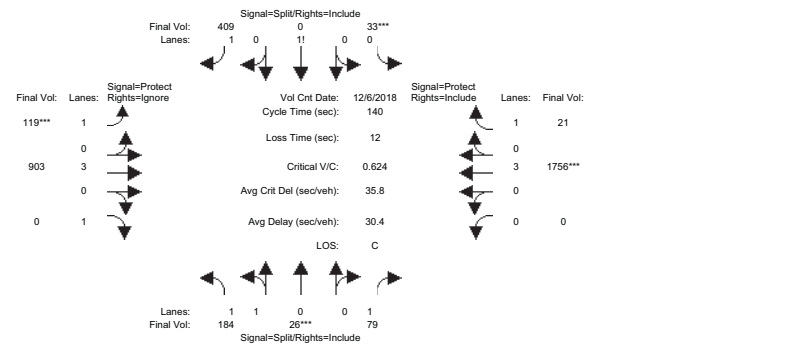 Signal=Split/Rights=Include
Final Vol: 409 0 33***
Lanes: 1 0 1! 0 0
Signal=Protect
Final Vol: Lanes: Rights=Ignore
Vol Cnt Date: 12/6/2018
Signal=Protect
Rights=Include Lanes: Final Vol:
Cycle Time (sec): 140
119*** 1
1 21
Loss Time (sec): 12
0
0
903 3
Critical V/C: 0.624
3 1756***
0
Avg Crit Del (sec/veh): 35.8
0
0 1
Avg Delay (sec/veh): 30.4
0 0
LOS: C
Lanes: 1 1 0 0 1
Final Vol: 184 26*** 79
Signal=Split/Rights=Include